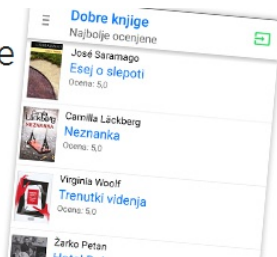 e
Dobre knjige
Najbolje ocenjene
José Saramago
Esej o slepoti
Ocena: 5,0
Camilla Läckberg
Neznanka
Ocena: 5,0
Virginia Woolf
Trenutki videnja
Ocena: 5,0
Žarko Petan